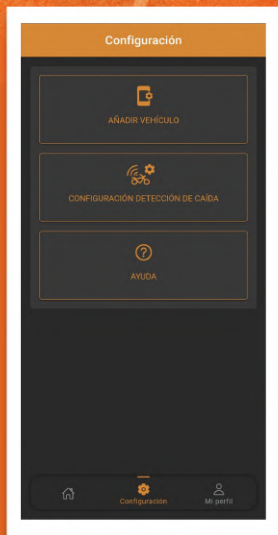 Configuración
AÑADIR VEHÍCULO
CONFIGURACIÓN DETECCIÓN DE CAÍDA
AYUDA
Configuración
Mi perfil